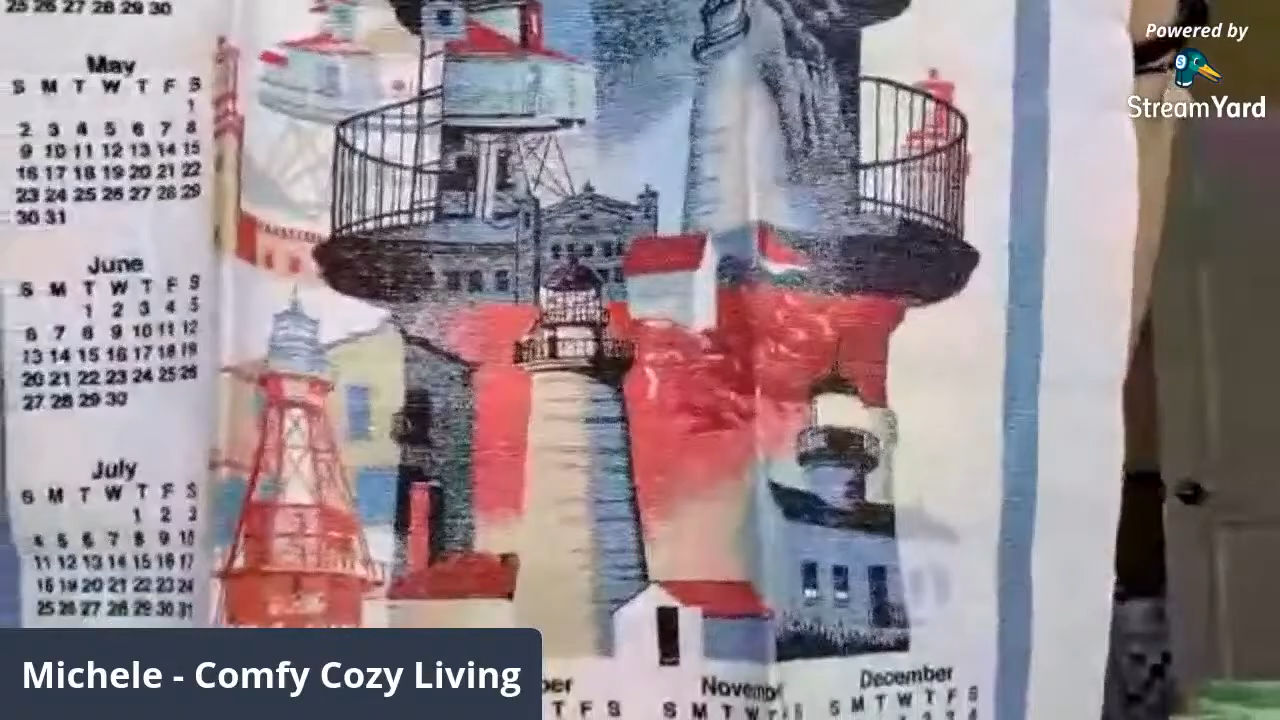 25 26 27 28 29 30
May
S M T W T F S
1
2 3 4 5 6 7 8
9 10 11 12 13 14 15
16 17 18 19 20 21 22
23 24 25 26 27 28 29
30 31
June
S M T W T F S
1 2 3 4 5
6 7 8 9 10 11 12
13 14 15 16 17 18 19
20 21 22 23 24 25 26
27 28 29 30
July
S M T W T F S
1 2 3
4 5 6 7 8 9 10
11 12 13 14 15 16 17
18 19 20 21 22 23 24
25 26 27 28 29 30 31
Michele - Comfy Cozy Living
T F S
Novemb
S M T W T F S
December
S M T W T F S
Powered by
StreamYard